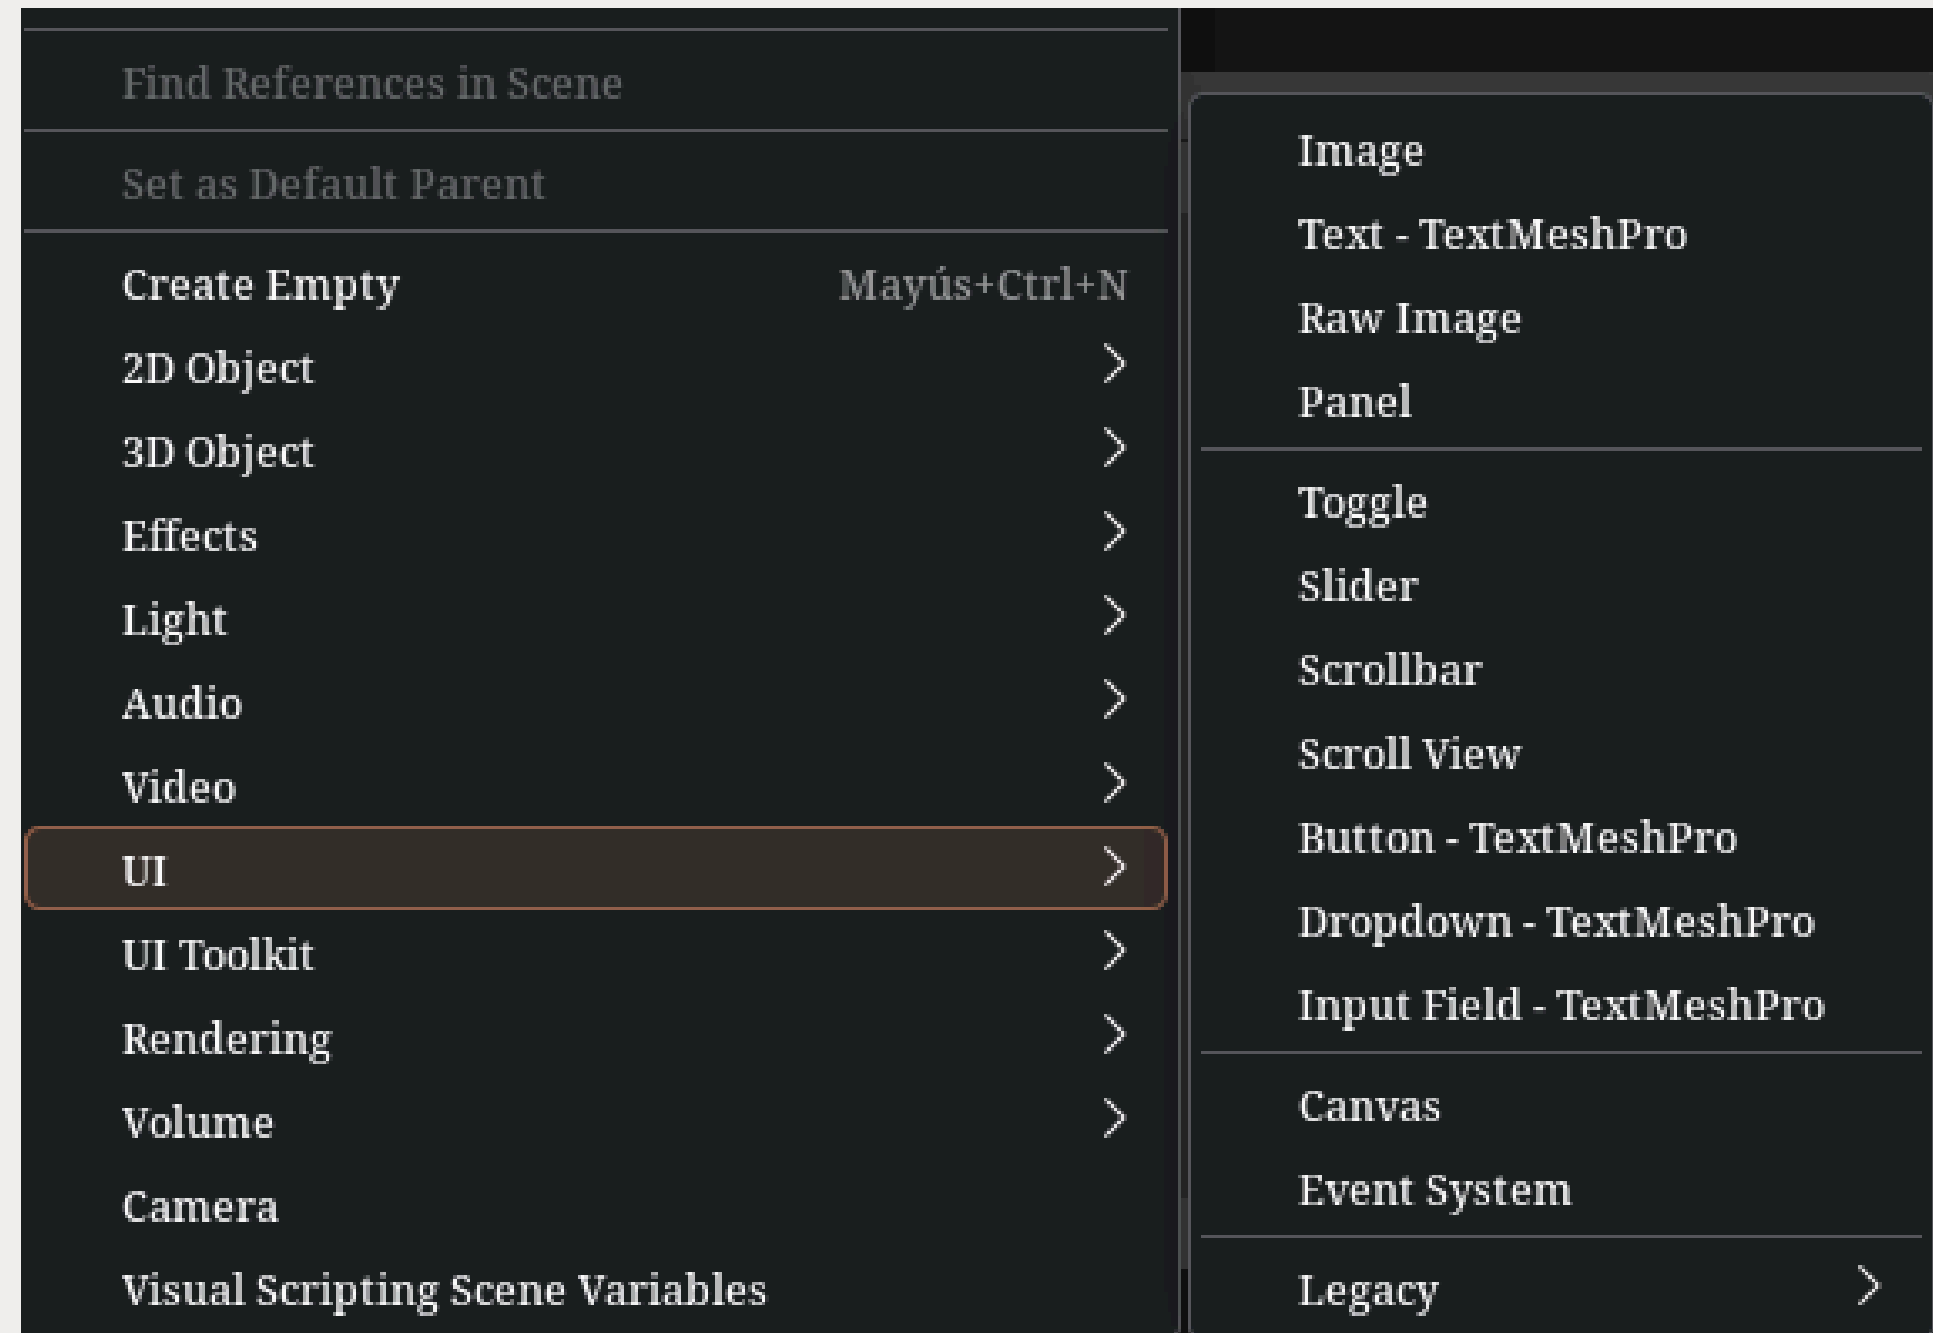 Find References in Scene
Set as Default Parent
Create Empty Mayús+Ctrl+N
2D Object
3D Object
Effects
Light
Audio
Video
UI
UI Toolkit
Rendering
Volume
Camera
Visual Scripting Scene Variables
Image
Text - TextMeshPro
Raw Image
Panel
Toggle
Slider
Scrollbar
Scroll View
Button - TextMeshPro
Dropdown - TextMeshPro
Input Field - TextMeshPro
Canvas
Event System
Legacy